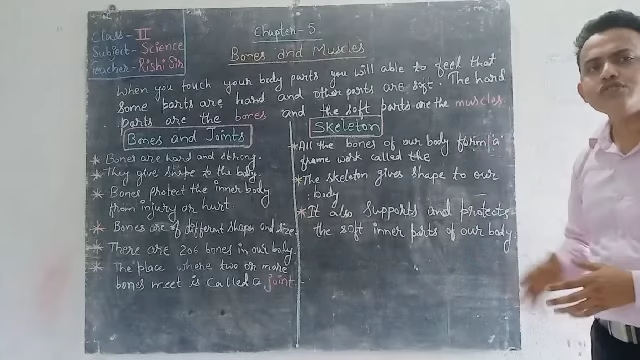 Class - III
Subject - Science
Teacher - Rishi Sir
Chapter - 5.
Bones and Muscles
When you touch your body parts you will able to feel that
some parts are hard and other parts are soft. The hard
parts are the bones and the soft parts are the muscles.
Bones and Joints
* Bones are hard and strong.
* They give shape to the body.
* Bones protect the inner body
from injury or hurt
* Bones are of different shapes and size.
* There are 206 bones in our body.
* The place where two or more
bones meet is called a joint.
Skeleton
* All the bones of our body form 'a'
frame work called the
* The skeleton gives shape to our
body
* It also supports and protects
the soft inner parts of our body